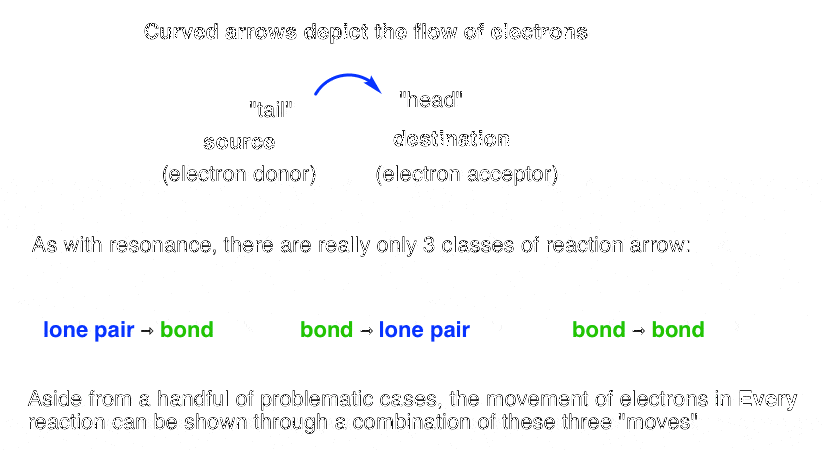 Curved arrows depict the flow of electrons
"tail" "head"
source destination
(electron donor) (electron acceptor)
As with resonance, there are really only 3 classes of reaction arrow:
lone pair → bond bond → lone pair bond → bond
Aside from a handful of problematic cases, the movement of electrons in Every
reaction can be shown through a combination of these three "moves"